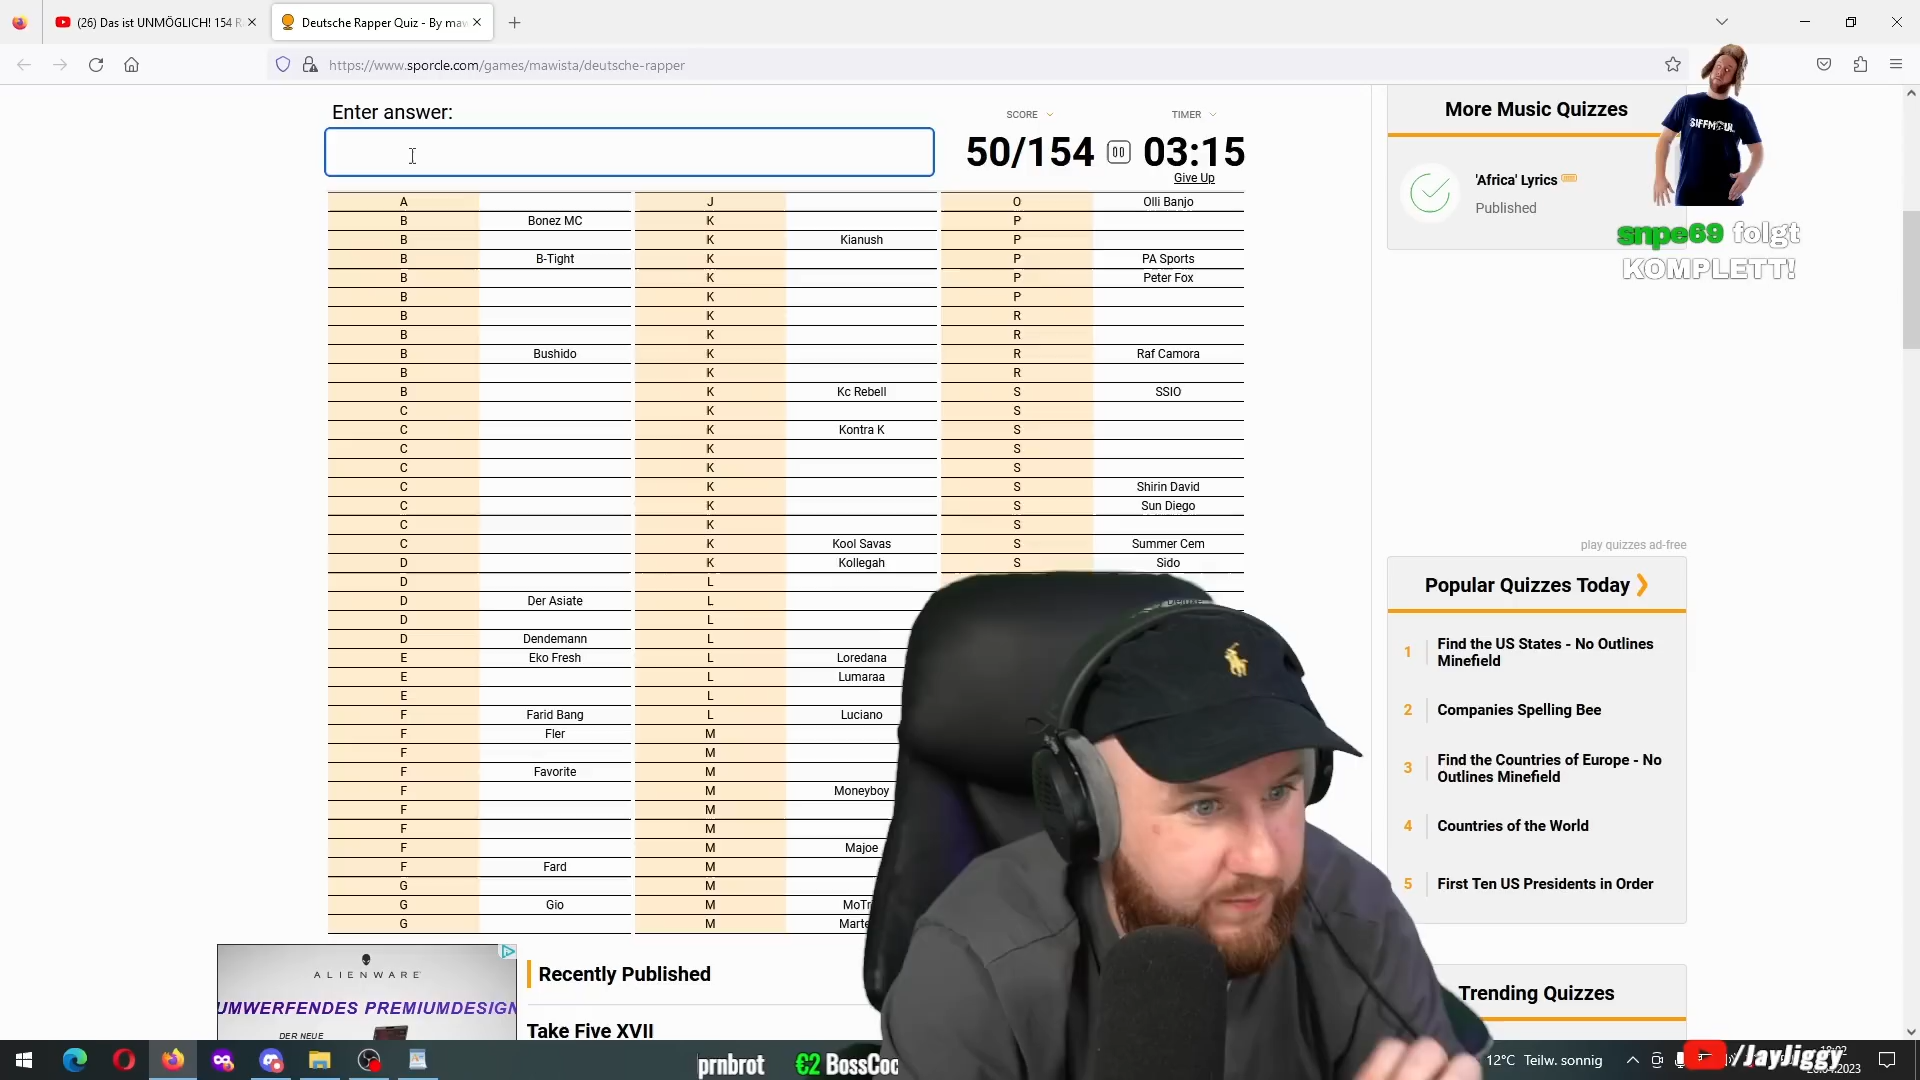 (26) Das ist UNMÖGLICH! 154 R
Deutsche Rapper Quiz - By maw
https://www.sporcle.com/games/mawista/deutsche-rapper
Enter answer:
SCORE
TIMER
50/154
03:15
Give Up
A J O Olli Banjo
B Bonez MC K P
B K Kianush P
B B-Tight K P PA Sports
B K P Peter Fox
B K P
B K R
B K R
B Bushido K R Raf Camora
B K R
B K Kc Rebell S SSIO
C K S
C K Kontra K S
C K S
C K S
C K S Shirin David
C K S Sun Diego
C K S
C K Kool Savas S Summer Cem
D K Kollegah S Sido
D L
D Der Asiate L
D L
D Dendemann L
E Eko Fresh L Loredana
E L Lumaraa
E L
F Farid Bang L Luciano
F Fler M
F M
F Favorite M
F M Moneyboy
F M
F M
F M Majoe
F Fard M
G M
G Gio M MoTr
G M Marte
More Music Quizzes
'Africa' Lyrics
Published
SIFFMOUL
snpe69 folgt
KOMPLETT!
play quizzes ad-free
Popular Quizzes Today
1 Find the US States - No Outlines
Minefield
2 Companies Spelling Bee
3 Find the Countries of Europe - No
Outlines Minefield
4 Countries of the World
5 First Ten US Presidents in Order
Trending Quizzes
ALIENWARE
UMWERFENDES PREMIUMDESIGN
DER NEUE
Recently Published
Take Five XVII
prnbrot €2 BossCoc
12°C Teilw. sonnig
/JayJiggy